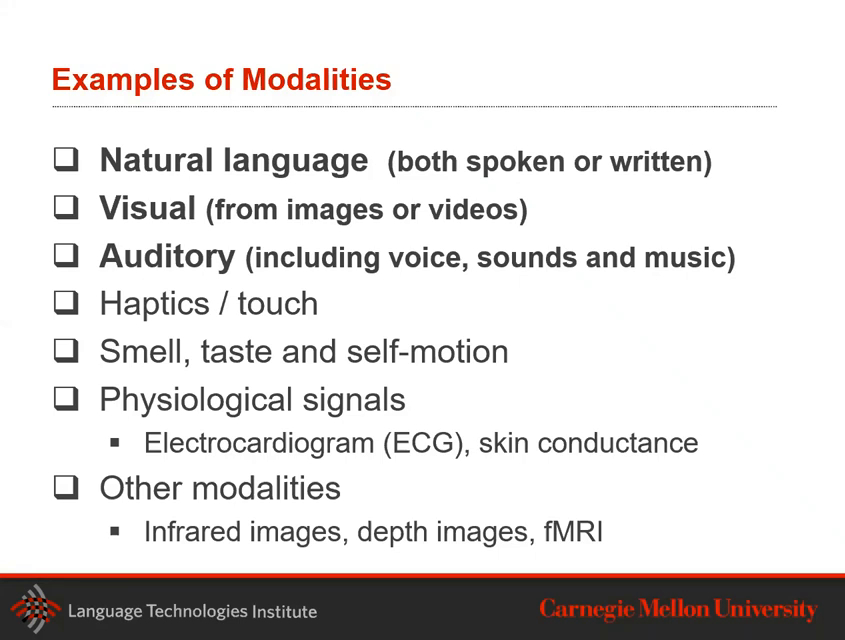 Examples of Modalities
❑ Natural language (both spoken or written)
❑ Visual (from images or videos)
❑ Auditory (including voice, sounds and music)
❑ Haptics / touch
❑ Smell, taste and self-motion
❑ Physiological signals
▪ Electrocardiogram (ECG), skin conductance
❑ Other modalities
▪ Infrared images, depth images, fMRI
Language Technologies Institute
Carnegie Mellon University